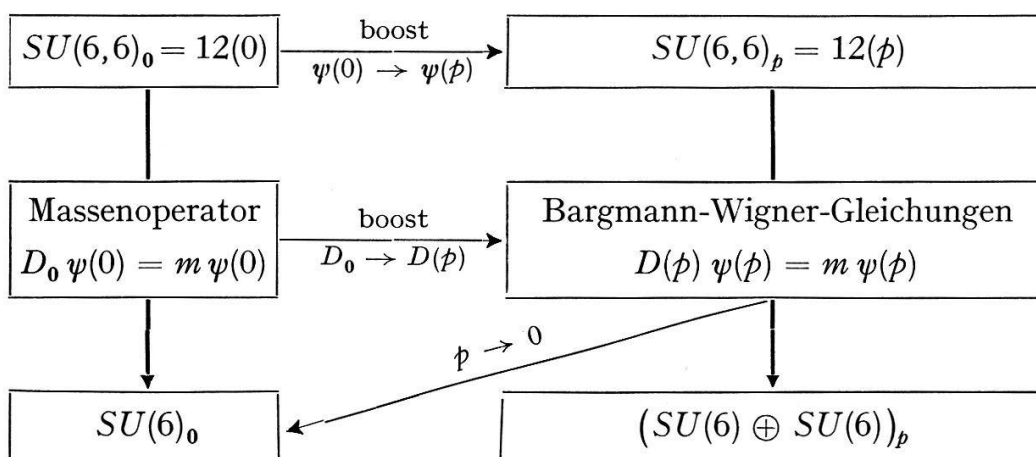 SU(6,6)₀ = 12(0)
boost
ψ(0) → ψ(p)
SU(6,6)ₚ = 12(p)
Massenoperator
D₀ ψ(0) = m ψ(0)
boost
D₀ → D(p)
Bargmann-Wigner-Gleichungen
D(p) ψ(p) = m ψ(p)
p → 0
SU(6)₀
(SU(6) ⊕ SU(6))ₚ